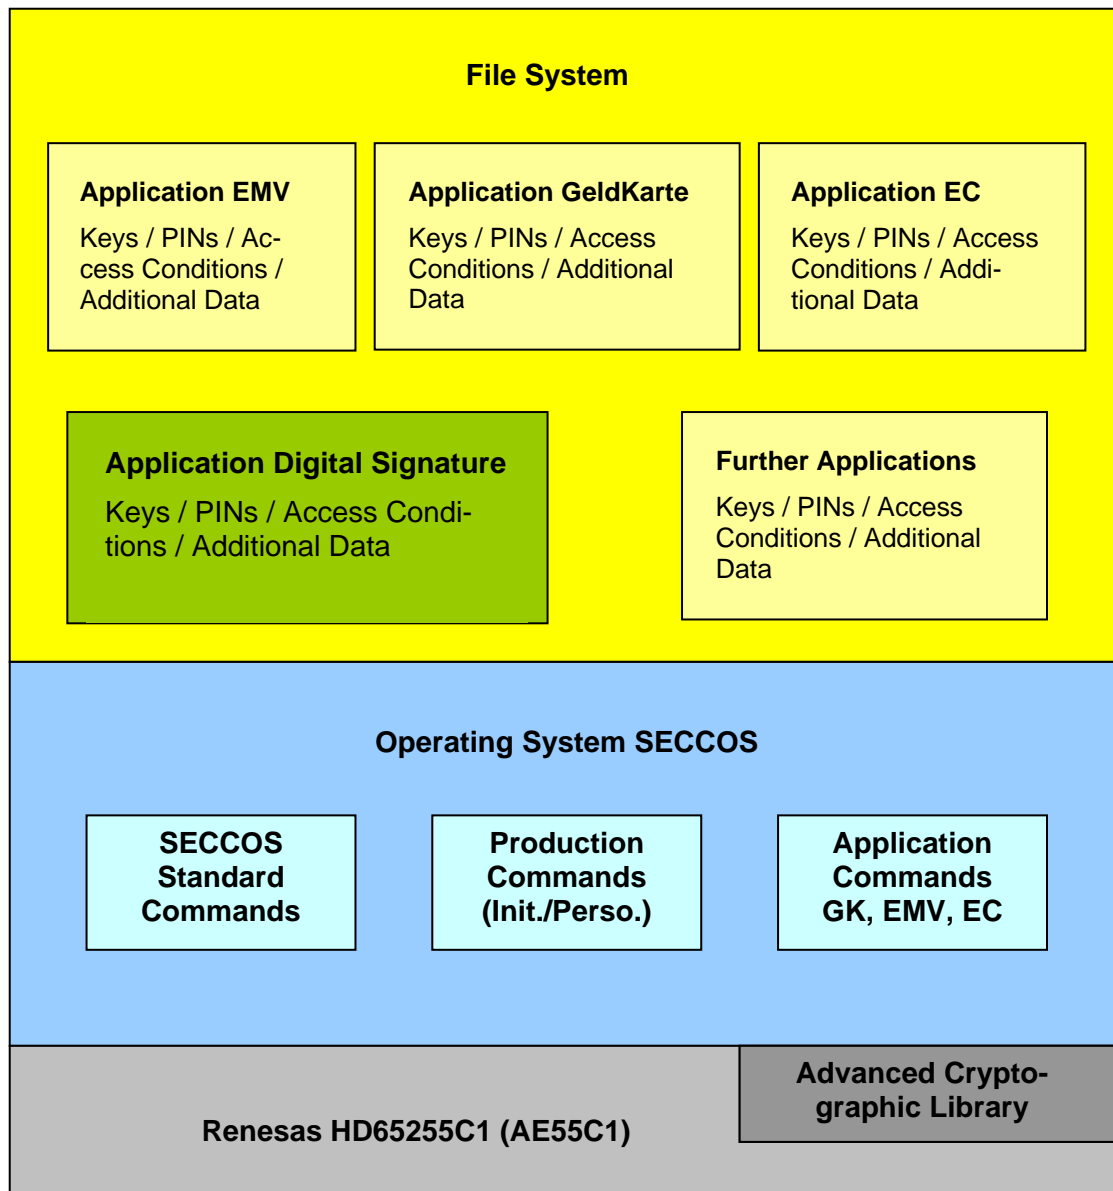 File System
Application EMV
Keys / PINs / Ac-
cess Conditions /
Additional Data
Application GeldKarte
Keys / PINs / Access
Conditions / Additional
Data
Application EC
Keys / PINs / Access
Conditions / Addi-
tional Data
Application Digital Signature
Keys / PINs / Access Condi-
tions / Additional Data
Further Applications
Keys / PINs / Access
Conditions / Additional
Data
Operating System SECCOS
SECCOS
Standard
Commands
Production
Commands
(Init./Perso.)
Application
Commands
GK, EMV, EC
Advanced Crypto-
graphic Library
Renesas HD65255C1 (AE55C1)